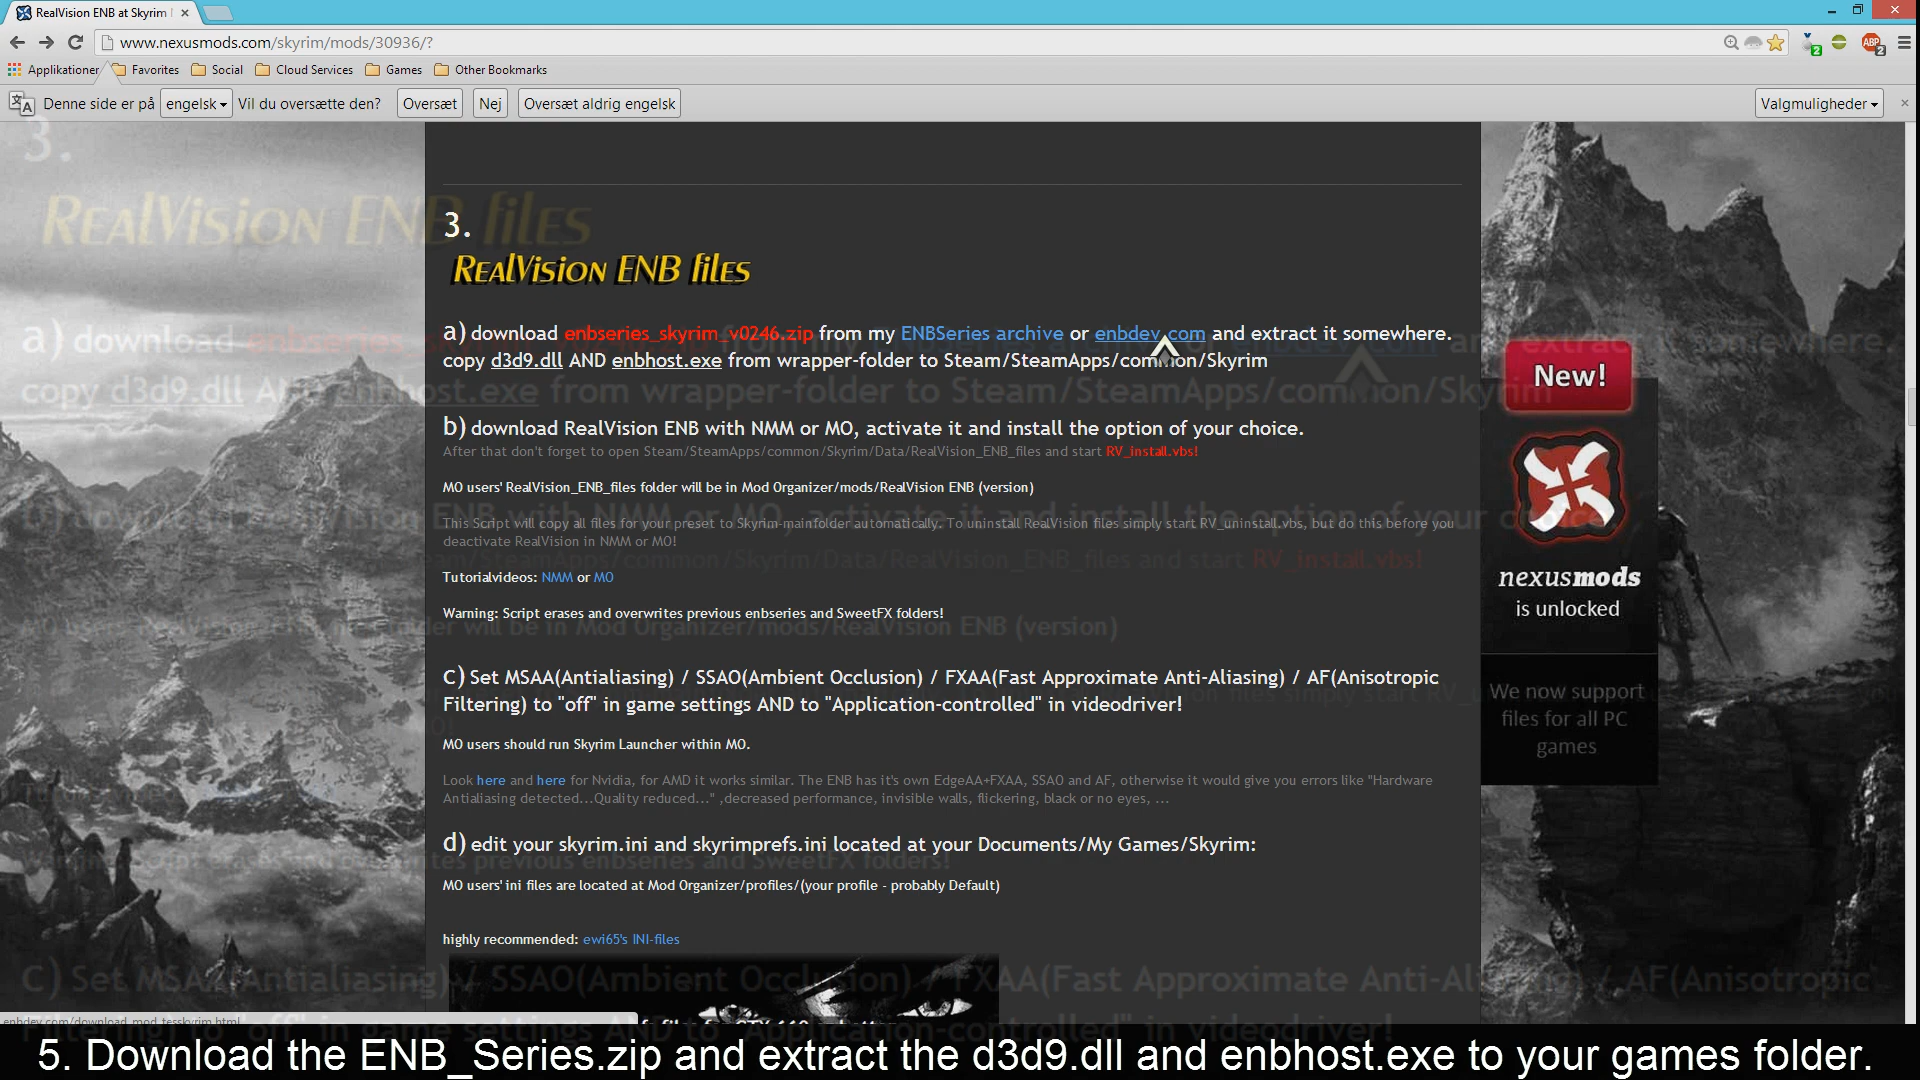 RealVision ENB at Skyrim
www.nexusmods.com/skyrim/mods/30936/?
Applikationer Favorites Social Cloud Services Games Other Bookmarks
Denne side er på engelsk Vil du oversætte den? Oversæt Nej Oversæt aldrig engelsk Valgmuligheder
3.
RealVision ENB files
a) download enbseries_skyrim_v0246.zip from my ENBSeries archive or enbdev.com and extract it somewhere.
copy d3d9.dll AND enbhost.exe from wrapper-folder to Steam/SteamApps/common/Skyrim
b) download RealVision ENB with NMM or MO, activate it and install the option of your choice.
After that don't forget to open Steam/SteamApps/common/Skyrim/Data/RealVision_ENB_files and start RV_install.vbs!
MO users' RealVision_ENB_files folder will be in Mod Organizer/mods/RealVision ENB (version)
This Script will copy all files for your preset to Skyrim-mainfolder automatically. To uninstall RealVision files simply start RV_uninstall.vbs, but do this before you
deactivate RealVision in NMM or MO!
Tutorialvideos: NMM or MO
Warning: Script erases and overwrites previous enbseries and SweetFX folders!
c) Set MSAA(Antialiasing) / SSAO(Ambient Occlusion) / FXAA(Fast Approximate Anti-Aliasing) / AF(Anisotropic
Filtering) to "off" in game settings AND to "Application-controlled" in videodriver!
MO users should run Skyrim Launcher within MO.
Look here and here for Nvidia, for AMD it works similar. The ENB has it's own EdgeAA+FXAA, SSAO and AF, otherwise it would give you errors like "Hardware
Antialiasing detected...Quality reduced..." ,decreased performance, invisible walls, flickering, black or no eyes, ...
d) edit your skyrim.ini and skyrimprefs.ini located at your Documents/My Games/Skyrim:
MO users' ini files are located at Mod Organizer/profiles/(your profile - probably Default)
highly recommended: ewi65's INI-files
New!
nexusmods
is unlocked
We now support
files for all PC
games
enbdev.com/download_mod_tesskyrim.html
5. Download the ENB_Series.zip and extract the d3d9.dll and enbhost.exe to your games folder.